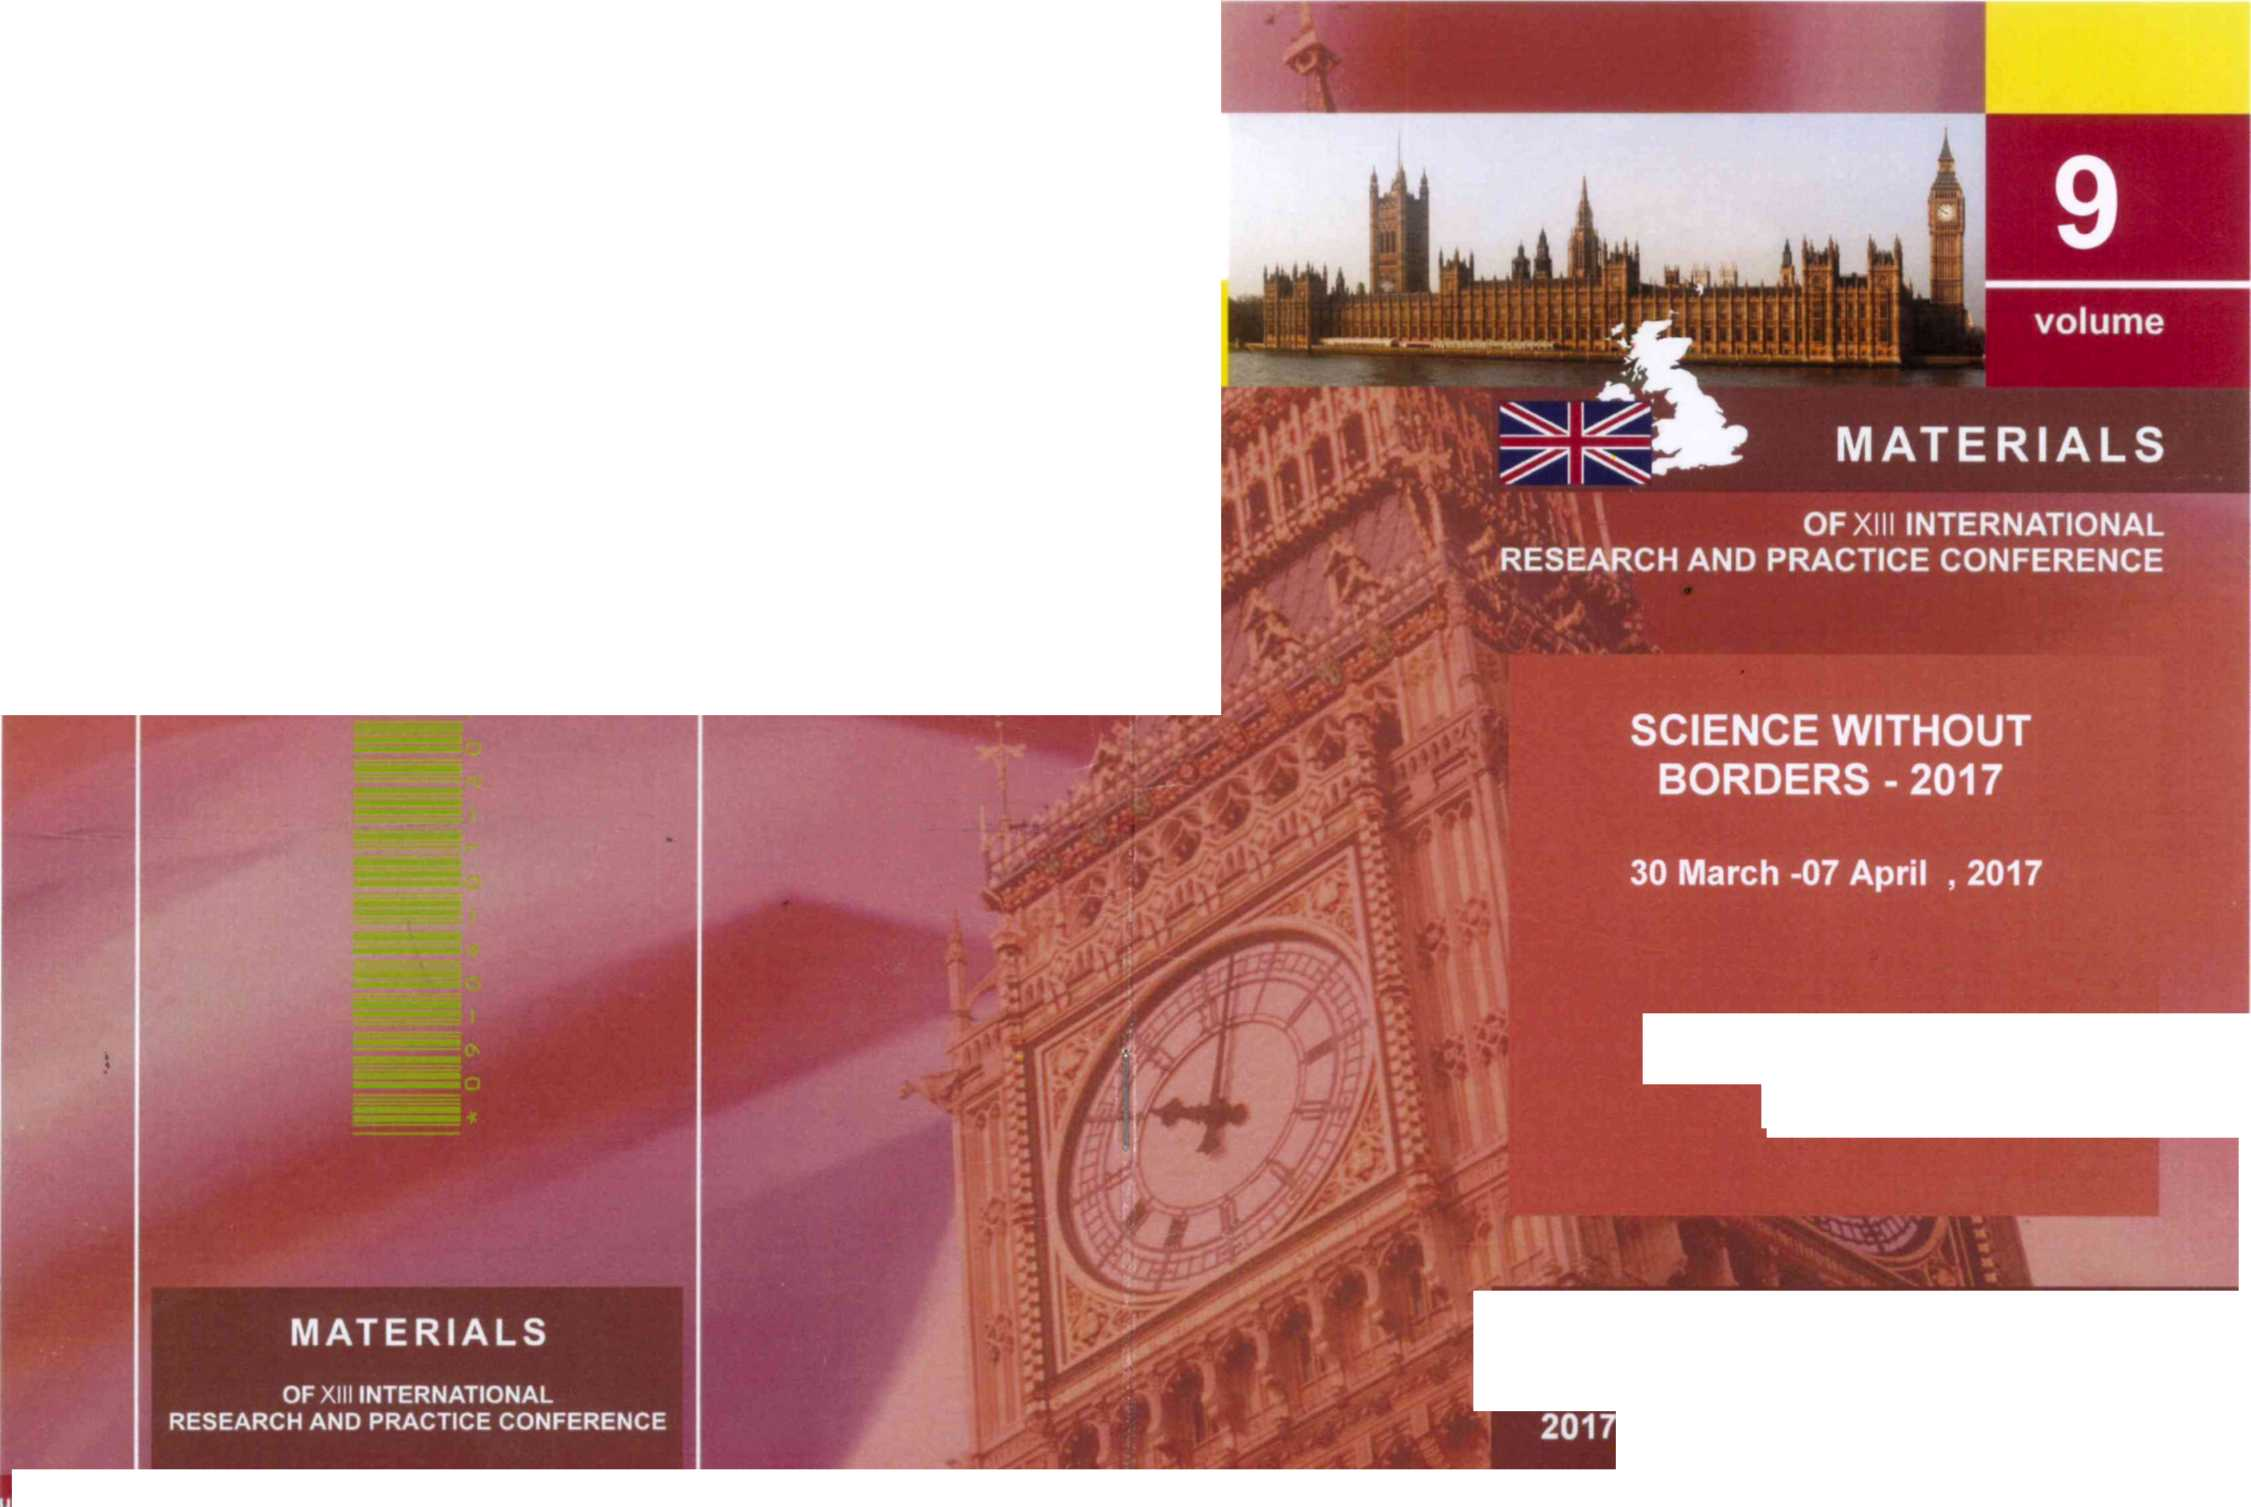 9
volume
MATERIALS
OF XIII INTERNATIONAL
RESEARCH AND PRACTICE CONFERENCE
SCIENCE WITHOUT
BORDERS - 2017
30 March -07 April , 2017
2017
MATERIALS
OF XIII INTERNATIONAL
RESEARCH AND PRACTICE CONFERENCE